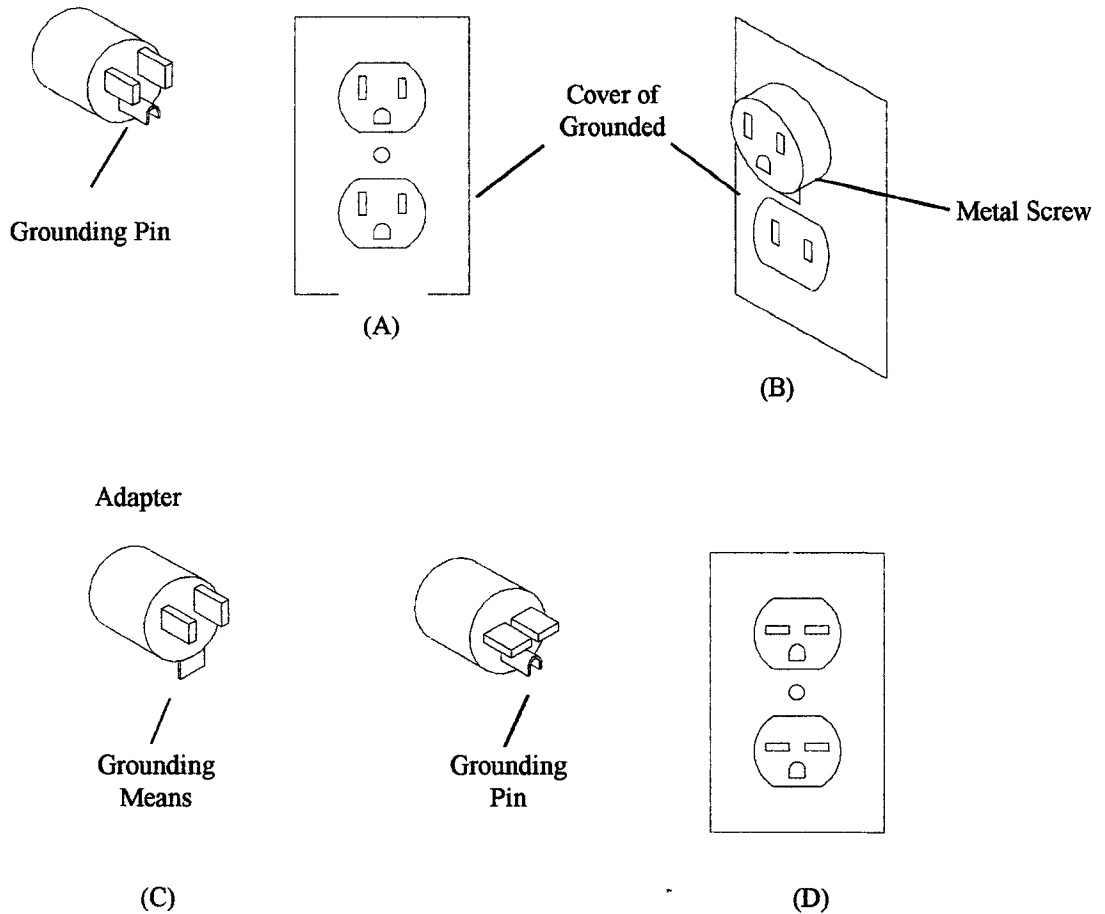 Grounding Pin
Cover of
Grounded
Metal Screw
(A)
(B)
Adapter
Grounding
Means
Grounding
Pin
(C)
(D)